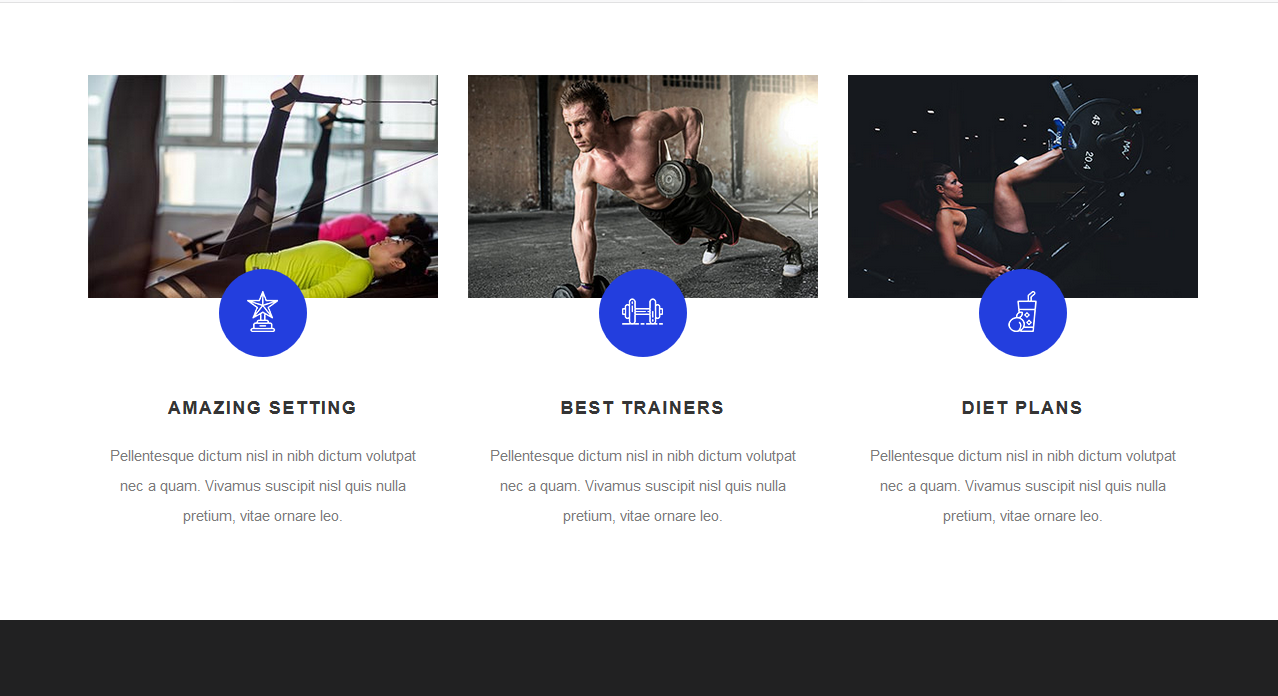 45
20.4
AMAZING SETTING
Pellentesque dictum nisl in nibh dictum volutpat
nec a quam. Vivamus suscipit nisl quis nulla
pretium, vitae ornare leo.
BEST TRAINERS
Pellentesque dictum nisl in nibh dictum volutpat
nec a quam. Vivamus suscipit nisl quis nulla
pretium, vitae ornare leo.
DIET PLANS
Pellentesque dictum nisl in nibh dictum volutpat
nec a quam. Vivamus suscipit nisl quis nulla
pretium, vitae ornare leo.